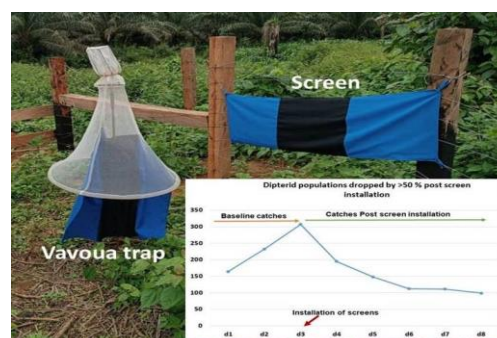 Screen
Vavoua trap
Dipterid populations dropped by >50 % post screen
installation
Baseline catches
Catches Post screen installation
350
300
250
200
150
100
50
0
Installation of screens
d1 d2 d3 d4 d5 d6 d7 d8